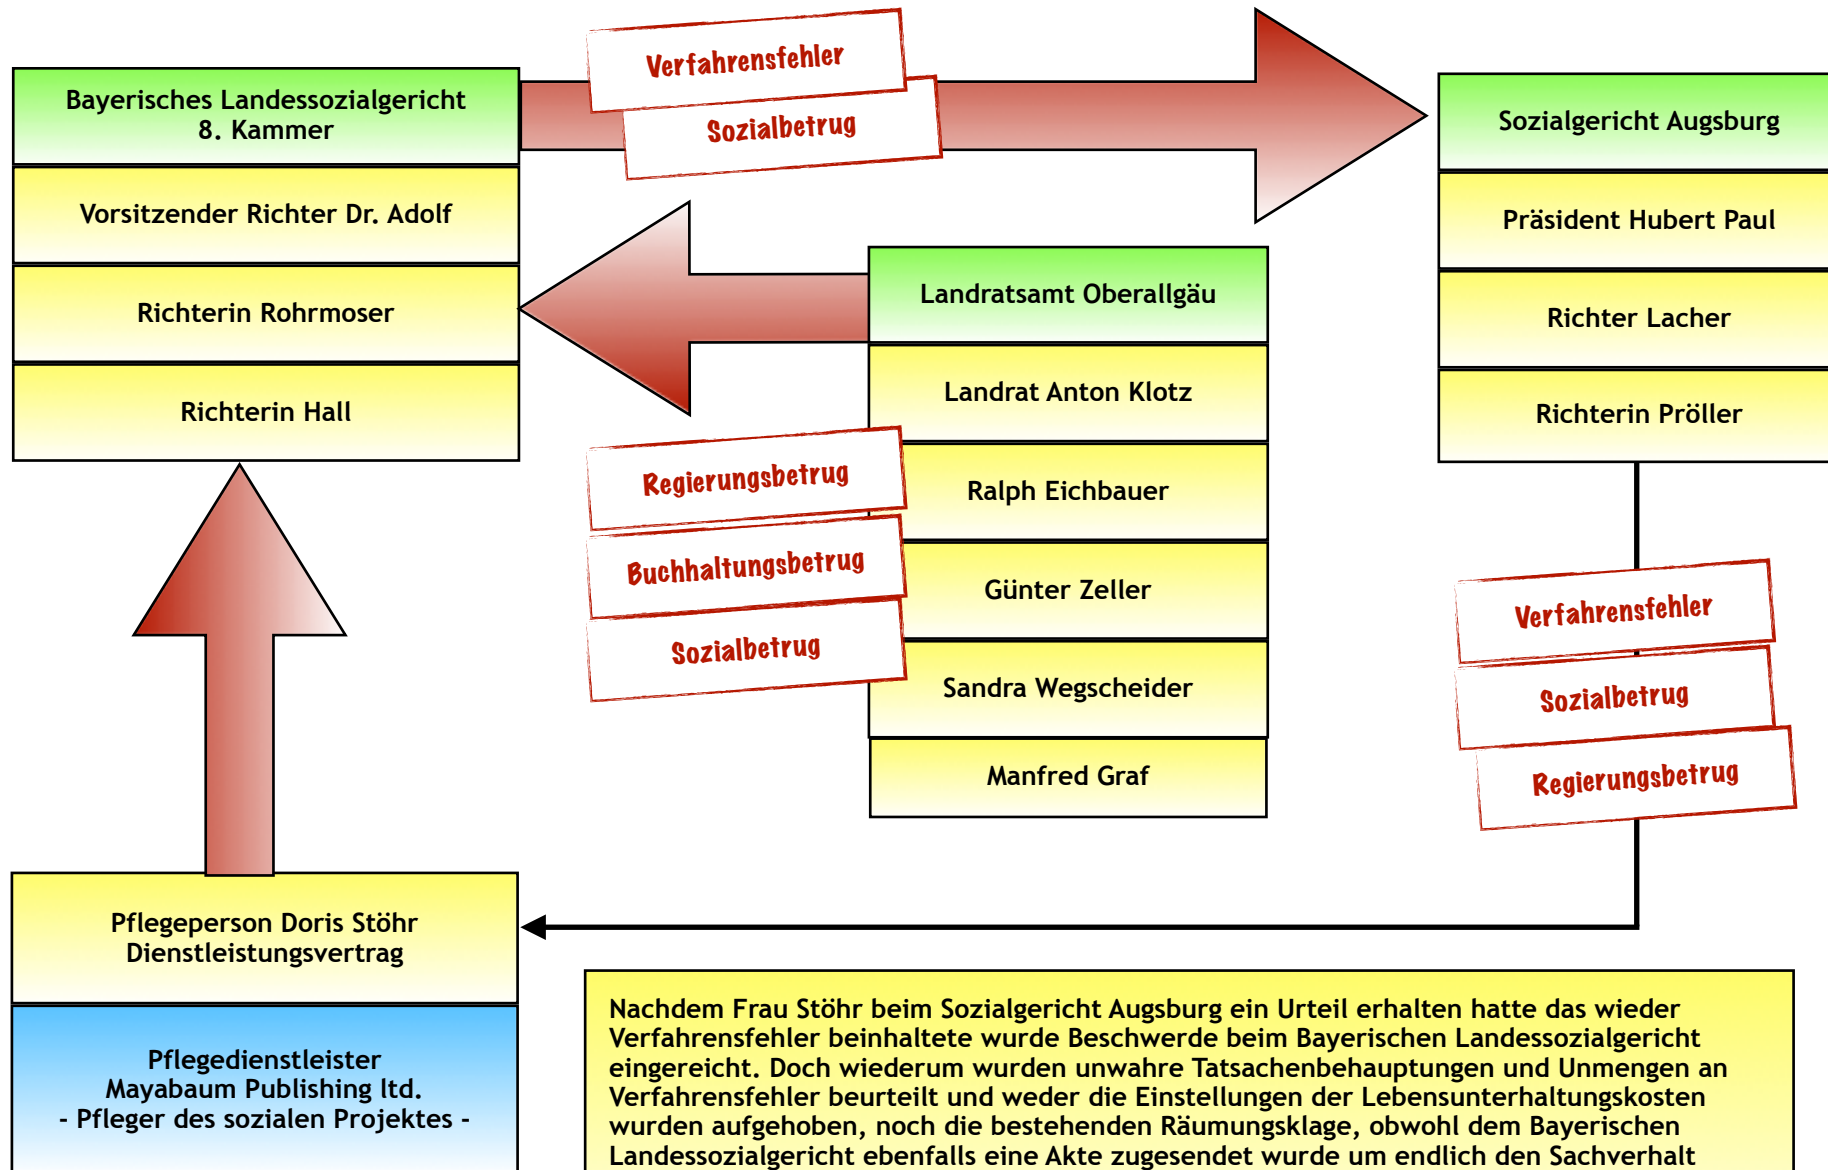 Bayerisches Landessozialgericht
8. Kammer
Vorsitzender Richter Dr. Adolf
Richterin Rohrmoser
Richterin Hall
Verfahrensfehler
Sozialbetrug
Sozialgericht Augsburg
Präsident Hubert Paul
Richter Lacher
Richterin Pröller
Landratsamt Oberallgäu
Landrat Anton Klotz
Ralph Eichbauer
Günter Zeller
Sandra Wegscheider
Manfred Graf
Regierungsbetrug
Buchhaltungsbetrug
Sozialbetrug
Verfahrensfehler
Sozialbetrug
Regierungsbetrug
Pflegeperson Doris Stöhr
Dienstleistungsvertrag
Pflegedienstleister
Mayabaum Publishing ltd.
- Pfleger des sozialen Projektes -
Nachdem Frau Stöhr beim Sozialgericht Augsburg ein Urteil erhalten hatte das wieder
Verfahrensfehler beinhaltete wurde Beschwerde beim Bayerischen Landessozialgericht
eingereicht. Doch wiederum wurden unwahre Tatsachenbehauptungen und Unmengen an
Verfahrensfehler beurteilt und weder die Einstellungen der Lebensunterhaltungskosten
wurden aufgehoben, noch die bestehenden Räumungsklage, obwohl dem Bayerischen
Landessozialgericht ebenfalls eine Akte zugesendet wurde um endlich den Sachverhalt